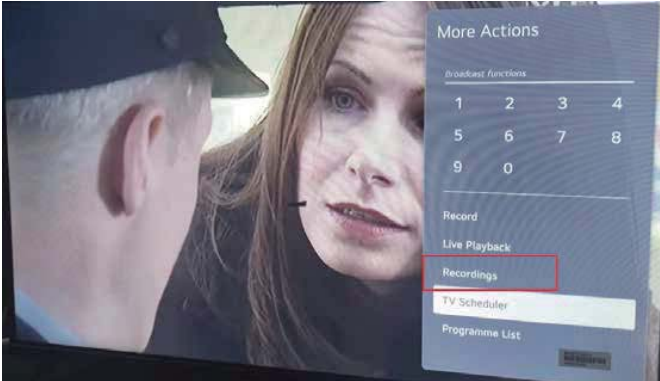 More Actions
Broadcast functions
1 2 3 4
5 6 7 8
9 0
Record
Live Playback
Recordings
TV Scheduler
Programme List